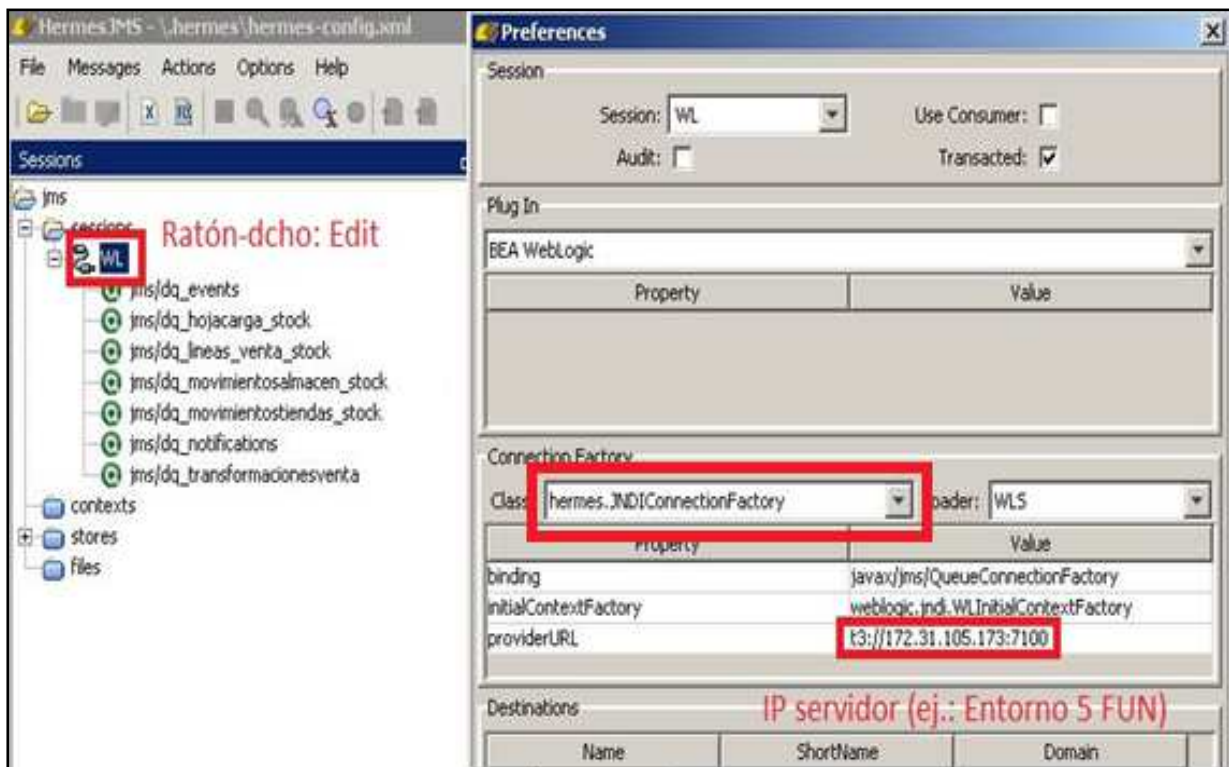 HermesJMS - \.hermes\hermes-config.xml
File Messages Actions Options Help
Sessions
jms
sessions
WL
jms/dq_events
jms/dq_hojacarga_stock
jms/dq_lineas_venta_stock
jms/dq_movimientosalmacen_stock
jms/dq_movimientostiendas_stock
jms/dq_notifications
jms/dq_transformacionesventa
contexts
stores
files
Ratón-dcho: Edit
Preferences
Session
Session: WL Use Consumer:
Audit: Transacted:
Plug In
BEA WebLogic
Property Value
Connection Factory
Class hermes.JNDIConnectionFactory oader: WLS
Property Value
binding javax/jms/QueueConnectionFactory
initialContextFactory weblogic.jndi.WLInitialContextFactory
providerURL t3://172.31.105.173:7100
Destinations IP servidor (ej.: Entorno 5 FUN)
Name ShortName Domain